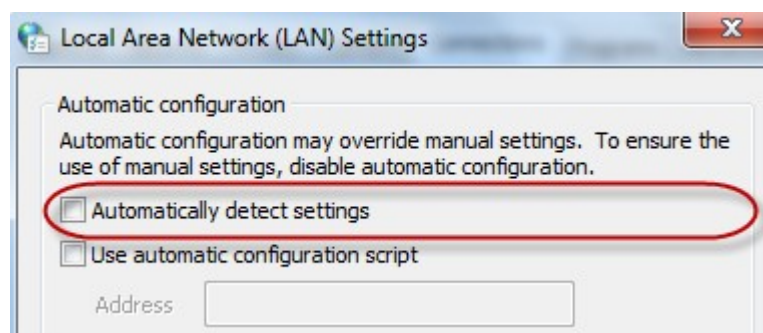 Local Area Network (LAN) Settings
Automatic configuration
Automatic configuration may override manual settings.  To ensure the
use of manual settings, disable automatic configuration.
Automatically detect settings
Use automatic configuration script
Address